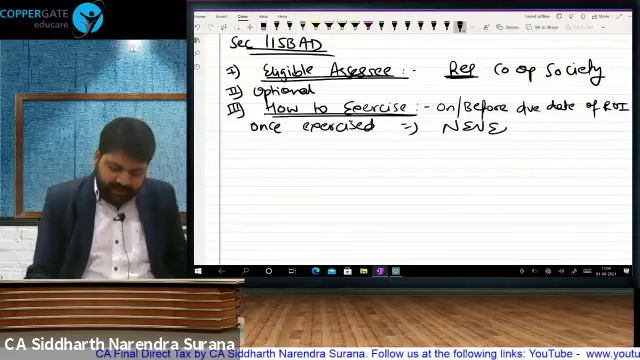 COPPERGATE
educare
Sec 115BAD
I) Eligible Assessee :- Res Co op Society
II) Optional
III) How to Exercise :- on/Before due date of ROI
once exercised => NEVE
CA Siddharth Narendra Surana
CA Final Direct Tax by CA Siddharth Narendra Surana. Follow us at the following links: YouTube - www.youtu